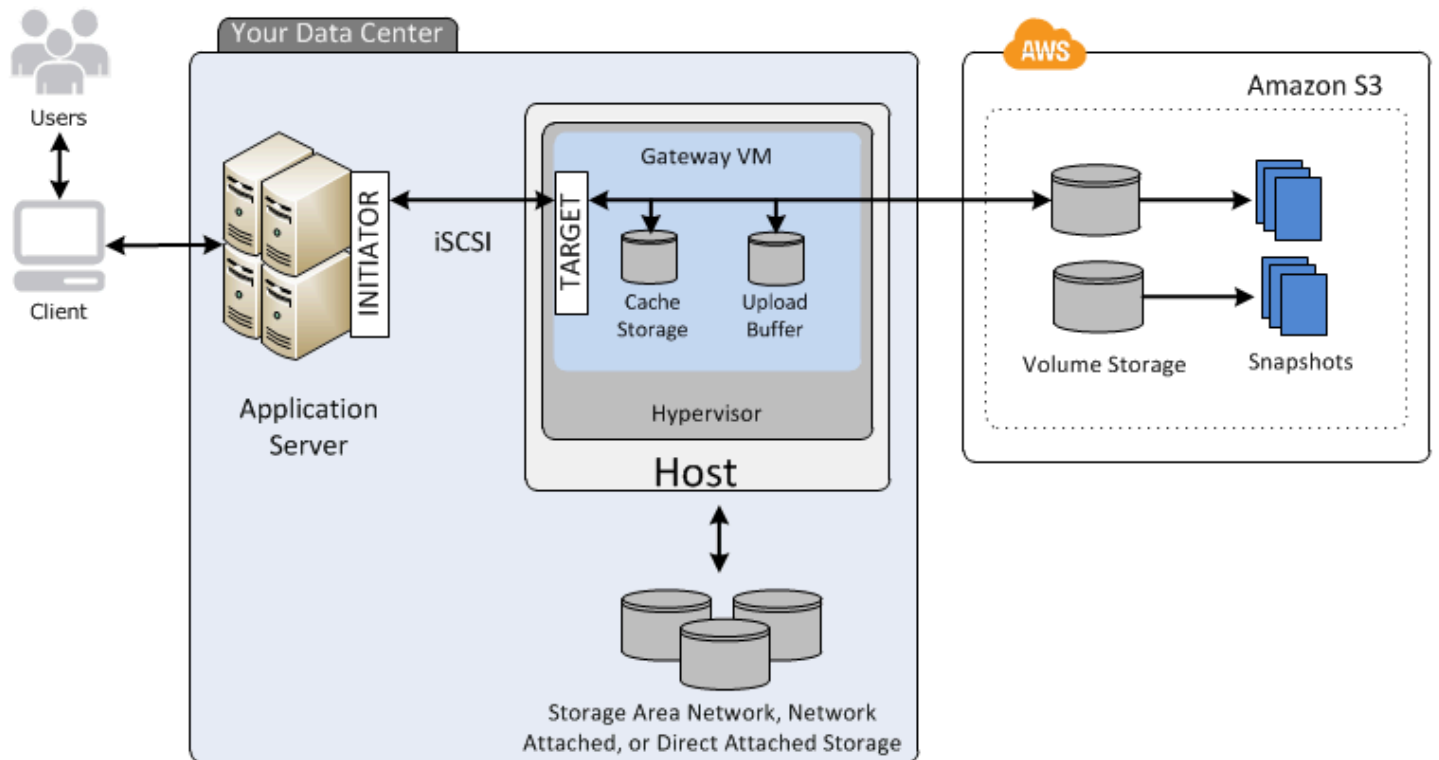 Your Data Center
AWS
Amazon S3
Users
Client
Application
Server
INITIATOR
iSCSI
TARGET
Gateway VM
Cache
Storage
Upload
Buffer
Hypervisor
Host
Storage Area Network, Network
Attached, or Direct Attached Storage
Volume Storage
Snapshots